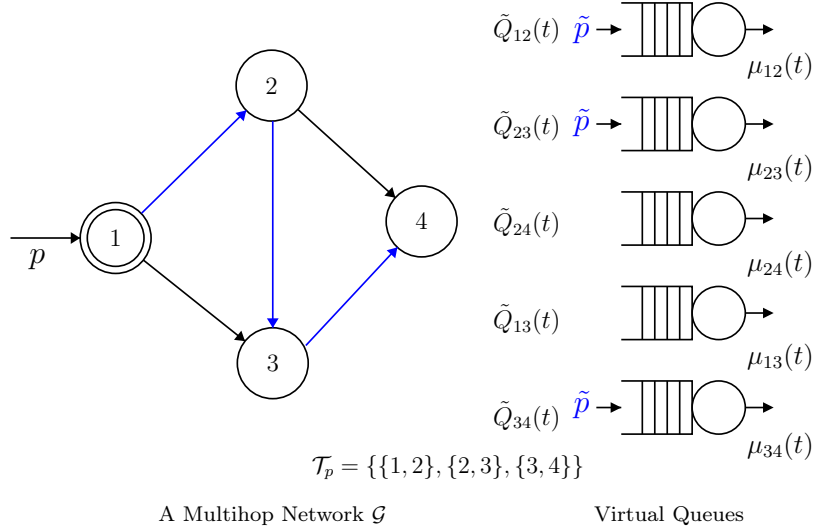 p
1
2
3
4
Q̃₁₂(t) p̃
μ₁₂(t)
Q̃₂₃(t) p̃
μ₂₃(t)
Q̃₂₄(t)
μ₂₄(t)
Q̃₁₃(t)
μ₁₃(t)
Q̃₃₄(t) p̃
μ₃₄(t)
𝒯ₚ = {{1, 2}, {2, 3}, {3, 4}}
A Multihop Network 𝒢
Virtual Queues